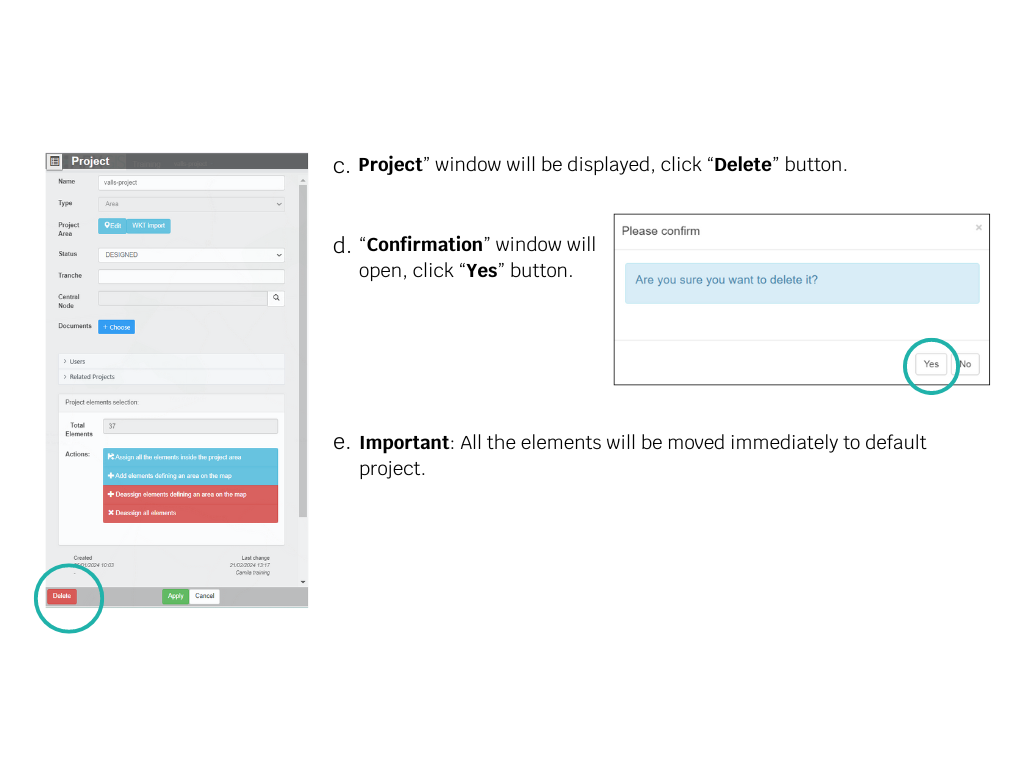 Project
Name
valls-project
Type
Area
Project
Area
Edit
WKT Import
Status
DESIGNED
Tranche
Central
Node
Documents
+ Choose
> Users
> Related Projects
Project elements selection:
Total
Elements
37
Actions:
Assign all the elements inside the project area
Add elements defining an area on the map
Deassign elements defining an area on the map
Deassign all elements
Created
/01/2024 10:03
Last change
21/02/2024 13:17
Camila training
Delete
Apply
Cancel
c. Project” window will be displayed, click “Delete” button.
d. “Confirmation” window will
open, click “Yes” button.
Please confirm
×
Are you sure you want to delete it?
Yes
No
e. Important: All the elements will be moved immediately to default
project.